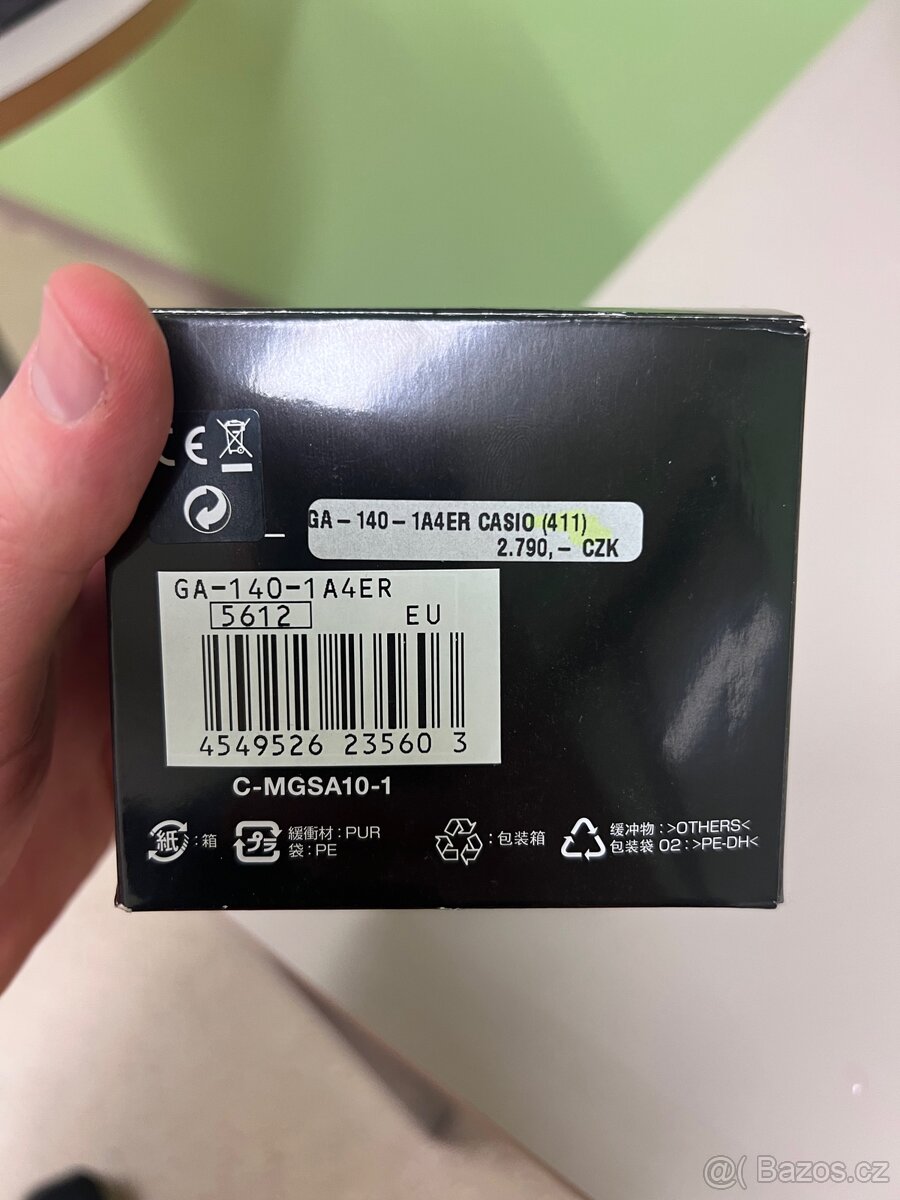 CE
GA-140-1A4ER CASIO (411)
2.790,- CZK
GA-140-1A4ER
5612 EU
4549526 23560 3
C-MGSA10-1
紙 : 箱
プラ 緩衝材 : PUR
袋 : PE
: 包装箱
缓冲物 : >OTHERS<
包装袋 02 : >PE-DH<
@( Bazos.cz